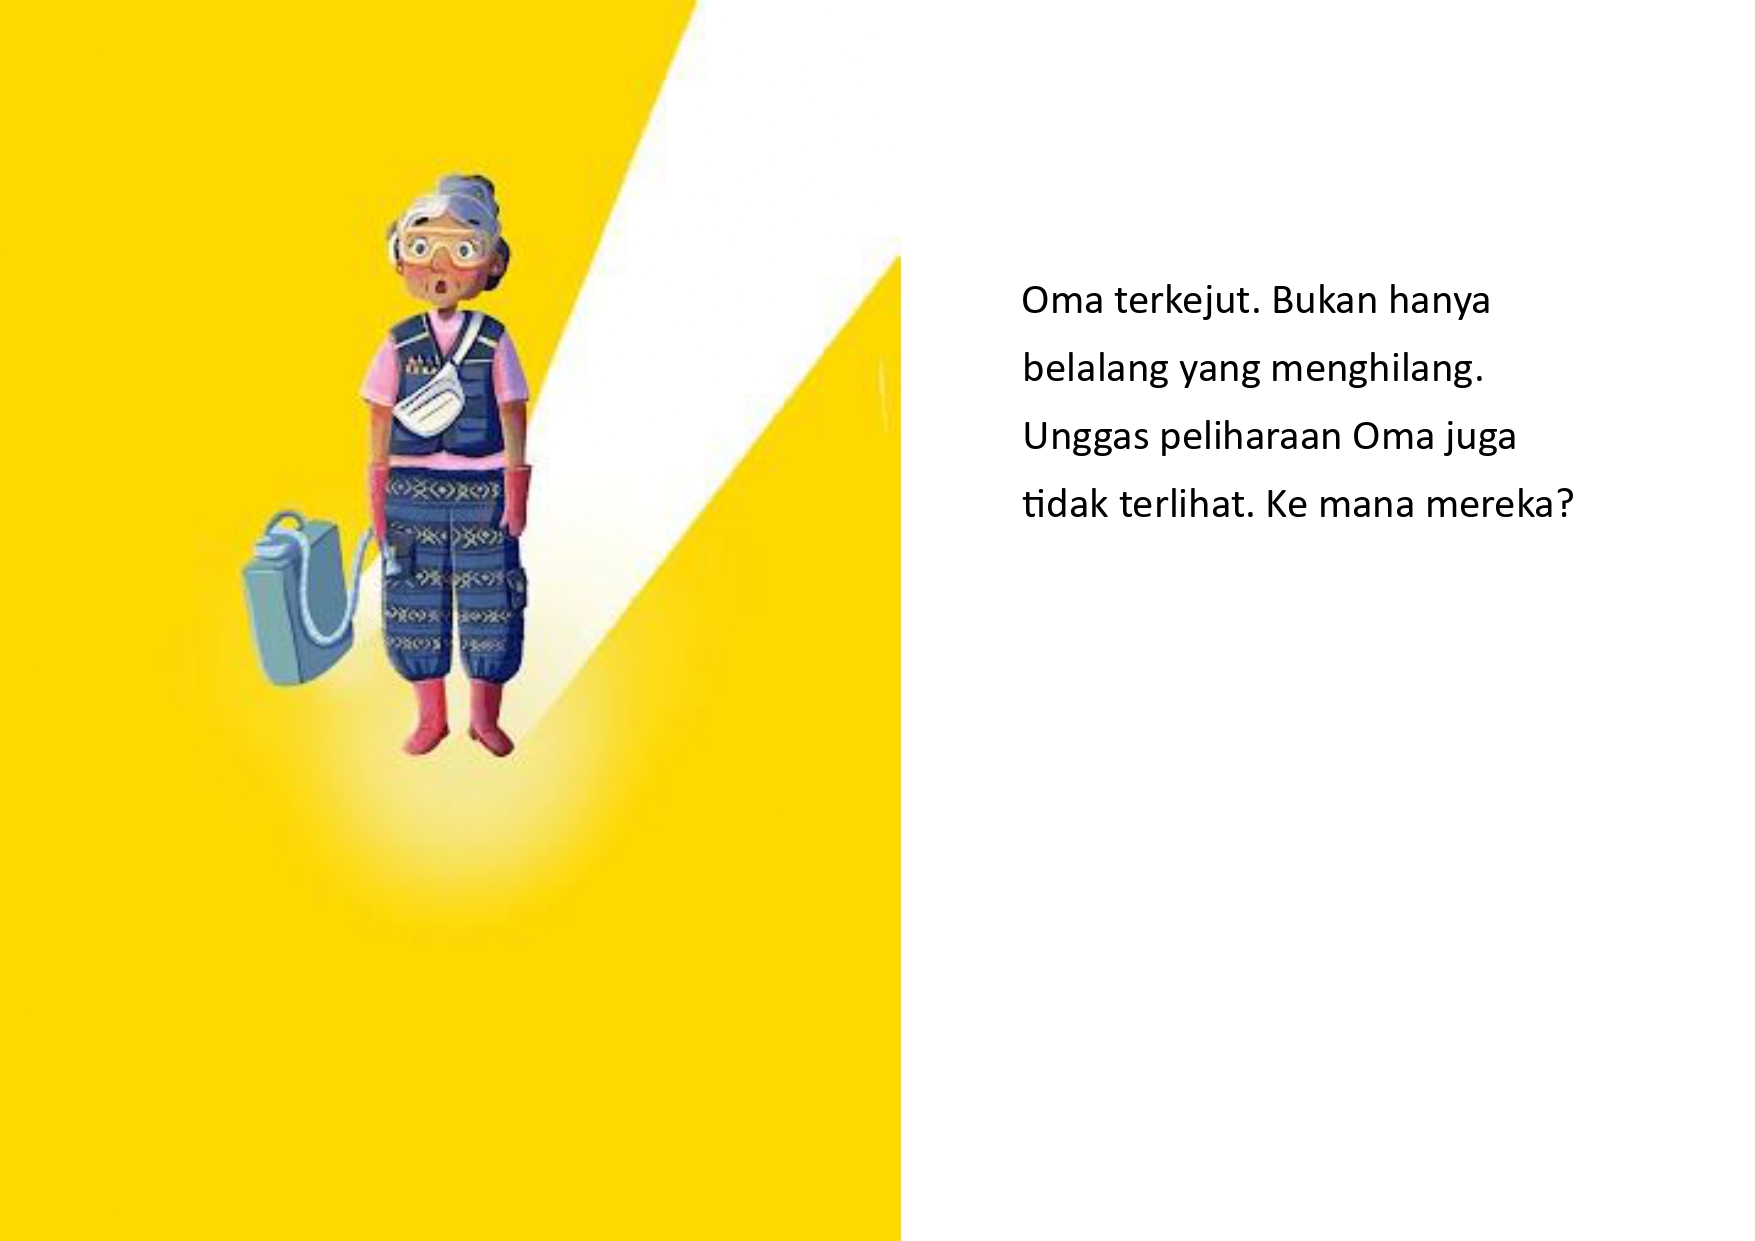 Oma terkejut. Bukan hanya
belalang yang menghilang.
Unggas peliharaan Oma juga
tidak terlihat. Ke mana mereka?